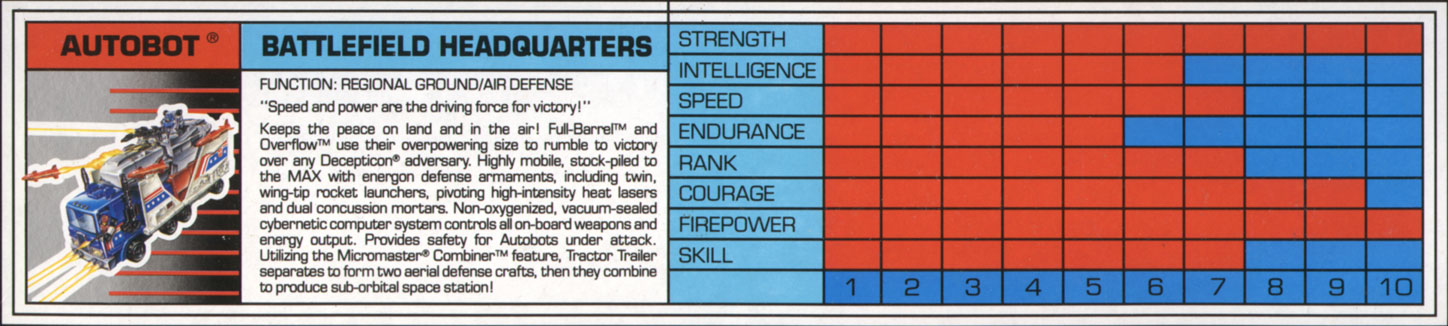 AUTOBOT ®
BATTLEFIELD HEADQUARTERS
FUNCTION: REGIONAL GROUND/AIR DEFENSE
"Speed and power are the driving force for victory!"
Keeps the peace on land and in the air! Full-Barrel™ and
Overflow™ use their overpowering size to rumble to victory
over any Decepticon® adversary. Highly mobile, stock-piled to
the MAX with energon defense armaments, including twin,
wing-tip rocket launchers, pivoting high-intensity heat lasers
and dual concussion mortars. Non-oxygenized, vacuum-sealed
cybernetic computer system controls all on-board weapons and
energy output. Provides safety for Autobots under attack.
Utilizing the Micromaster® Combiner™ feature, Tractor Trailer
separates to form two aerial defense crafts, then they combine
to produce sub-orbital space station!
STRENGTH
INTELLIGENCE
SPEED
ENDURANCE
RANK
COURAGE
FIREPOWER
SKILL
1 2 3 4 5 6 7 8 9 10